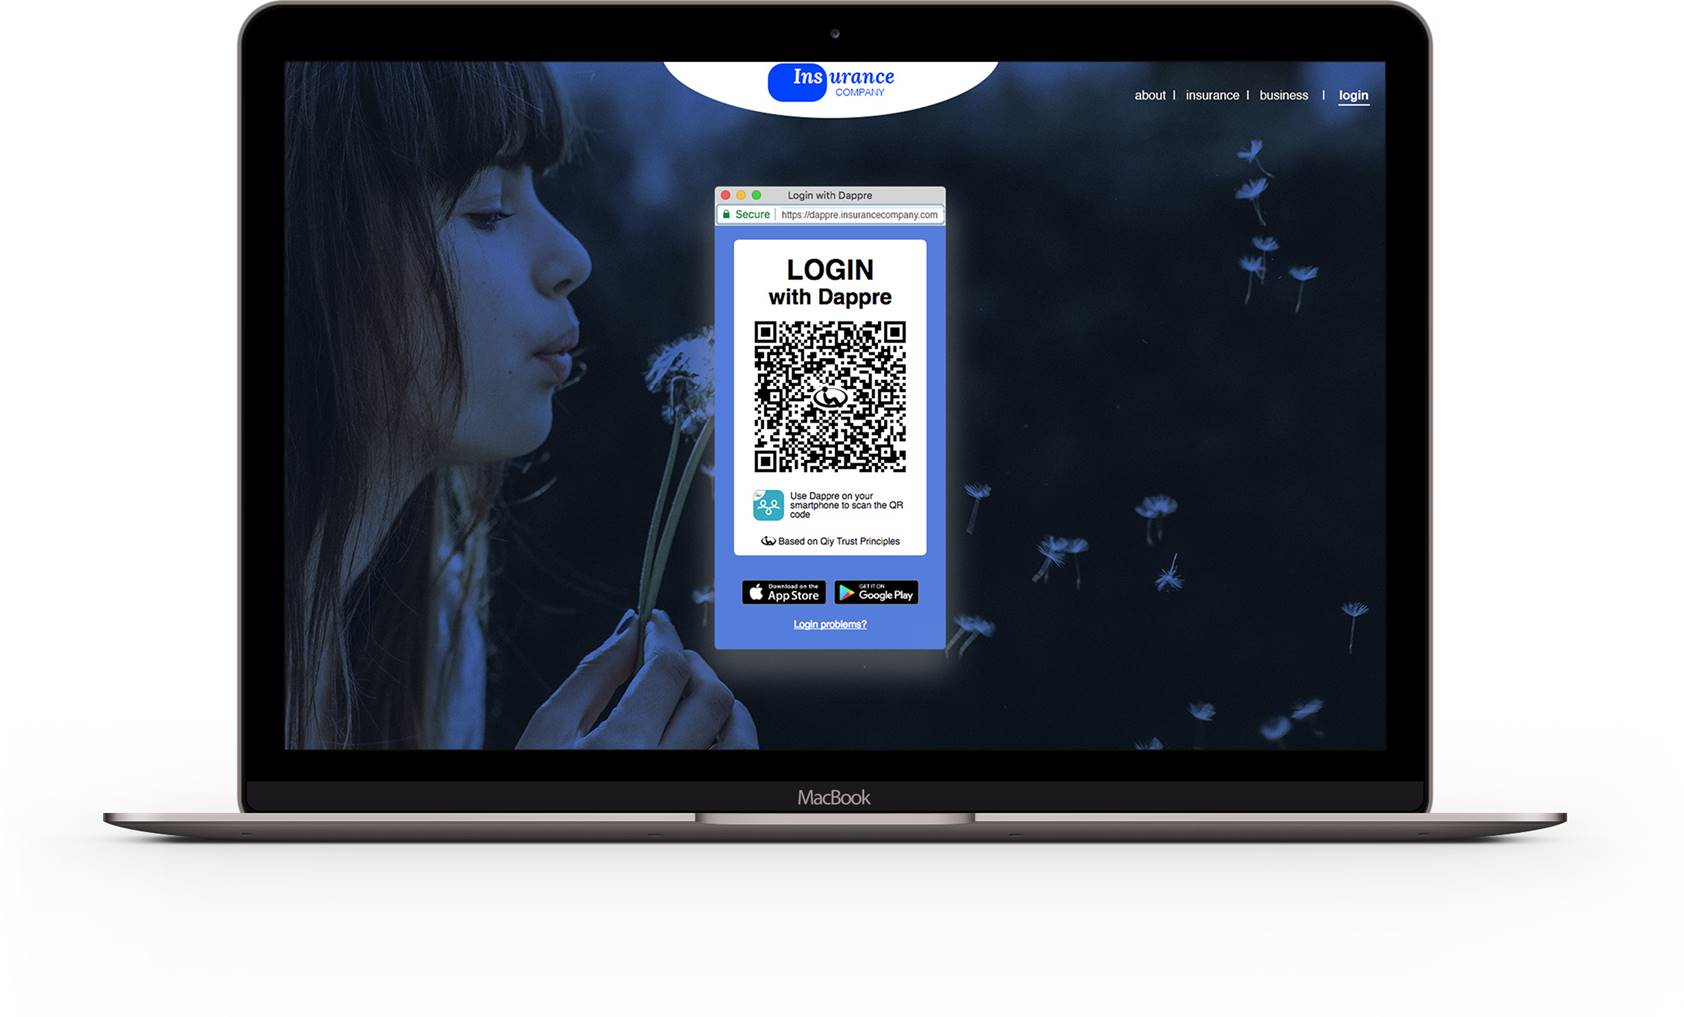 Insurance
COMPANY
about | insurance | business | login
Login with Dappre
Secure | https://dappre.insurancecompany.com
LOGIN
with Dappre
Use Dappre on your
smartphone to scan the QR
code
Based on Qiy Trust Principles
Download on the
App Store
GET IT ON
Google Play
Login problems?
MacBook